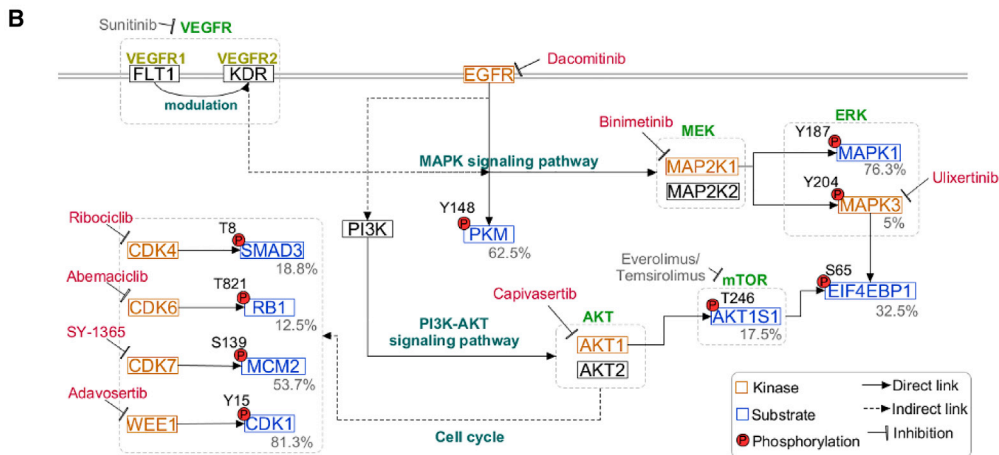 B
Sunitinib
VEGFR
VEGFR1
VEGFR2
FLT1
KDR
modulation
EGFR
Dacomitinib
MAPK signaling pathway
Binimetinib
MEK
MAP2K1
MAP2K2
ERK
Y187
P
MAPK1
76.3%
Y204
P
MAPK3
5%
Ulixertinib
Y148
P
PKM
62.5%
PI3K
Ribociclib
CDK4
T8
P
SMAD3
18.8%
Abemaciclib
CDK6
T821
P
RB1
12.5%
SY-1365
CDK7
S139
P
MCM2
53.7%
Adavosertib
WEE1
Y15
P
CDK1
81.3%
PI3K-AKT
signaling pathway
Capivasertib
AKT
AKT1
AKT2
Everolimus/
Temsirolimus
mTOR
P
T246
AKT1S1
17.5%
S65
P
EIF4EBP1
32.5%
Cell cycle
Kinase
Substrate
P Phosphorylation
Direct link
Indirect link
Inhibition